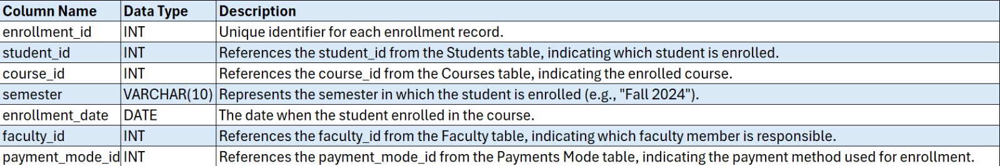 Column Name Data Type Description
enrollment_id INT Unique identifier for each enrollment record.
student_id INT References the student_id from the Students table, indicating which student is enrolled.
course_id INT References the course_id from the Courses table, indicating the enrolled course.
semester VARCHAR(10) Represents the semester in which the student is enrolled (e.g., "Fall 2024").
enrollment_date DATE The date when the student enrolled in the course.
faculty_id INT References the faculty_id from the Faculty table, indicating which faculty member is responsible.
payment_mode_id INT References the payment_mode_id from the Payments Mode table, indicating the payment method used for enrollment.